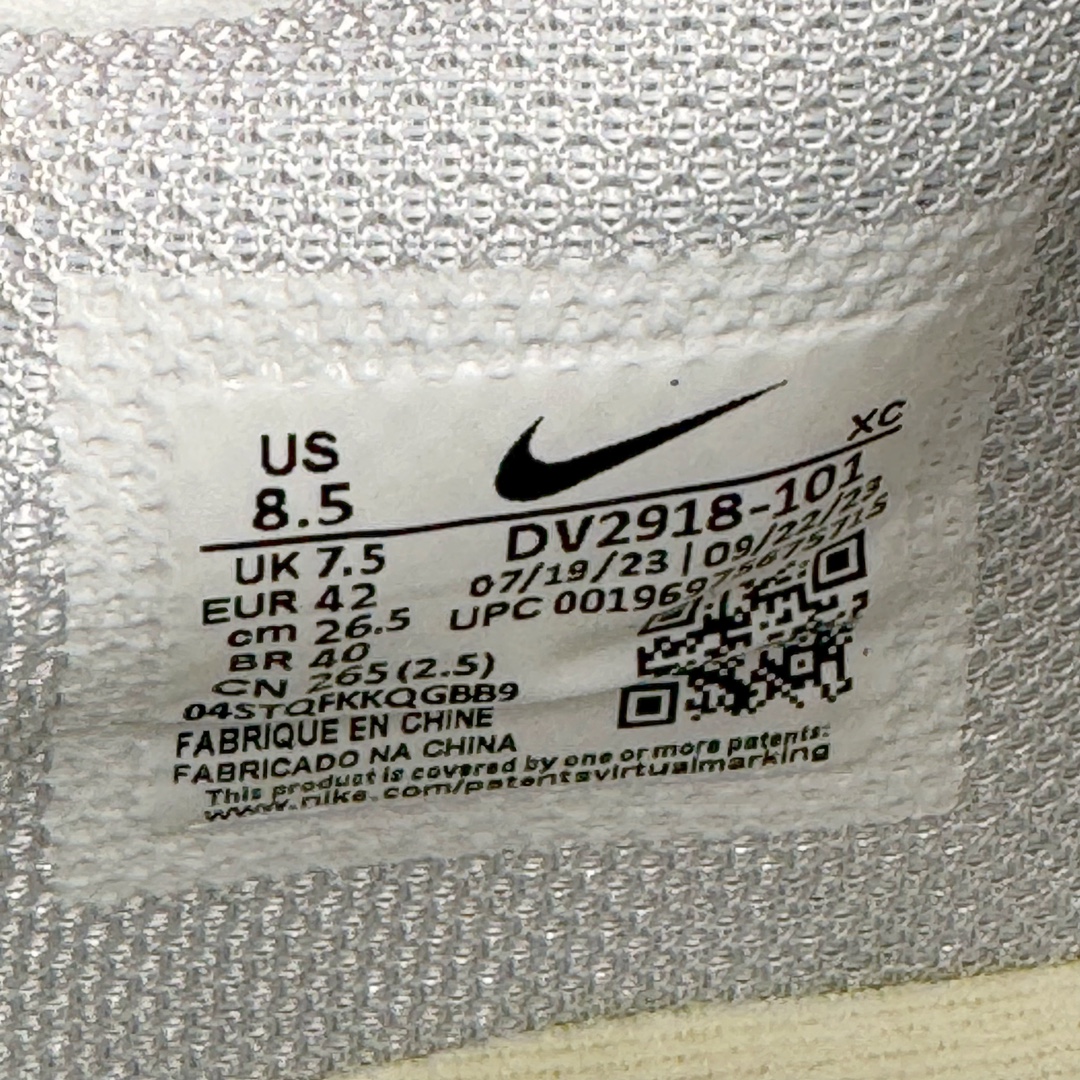 US
8.5
XC
UK 7.5
EUR 42
cm 26.5
BR 40
CN 265 (2.5)
DV2918-101
07/19/23 | 09/22/23
UPC
04STQFKKQGBB9
FABRIQUE EN CHINE
FABRICADO NA CHINA
This product is covered by one or more patents:
www.nike.com/patentsvirtualmarking